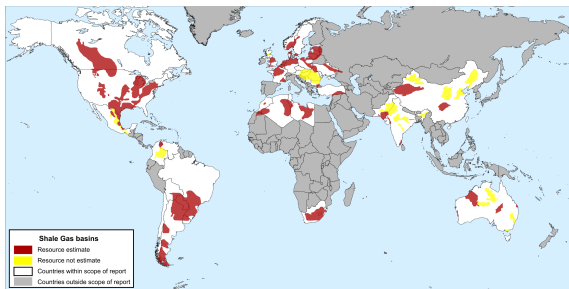 Shale Gas basins
Resource estimate
Resource not estimate
Countries within scope of report
Countries outside scope of report